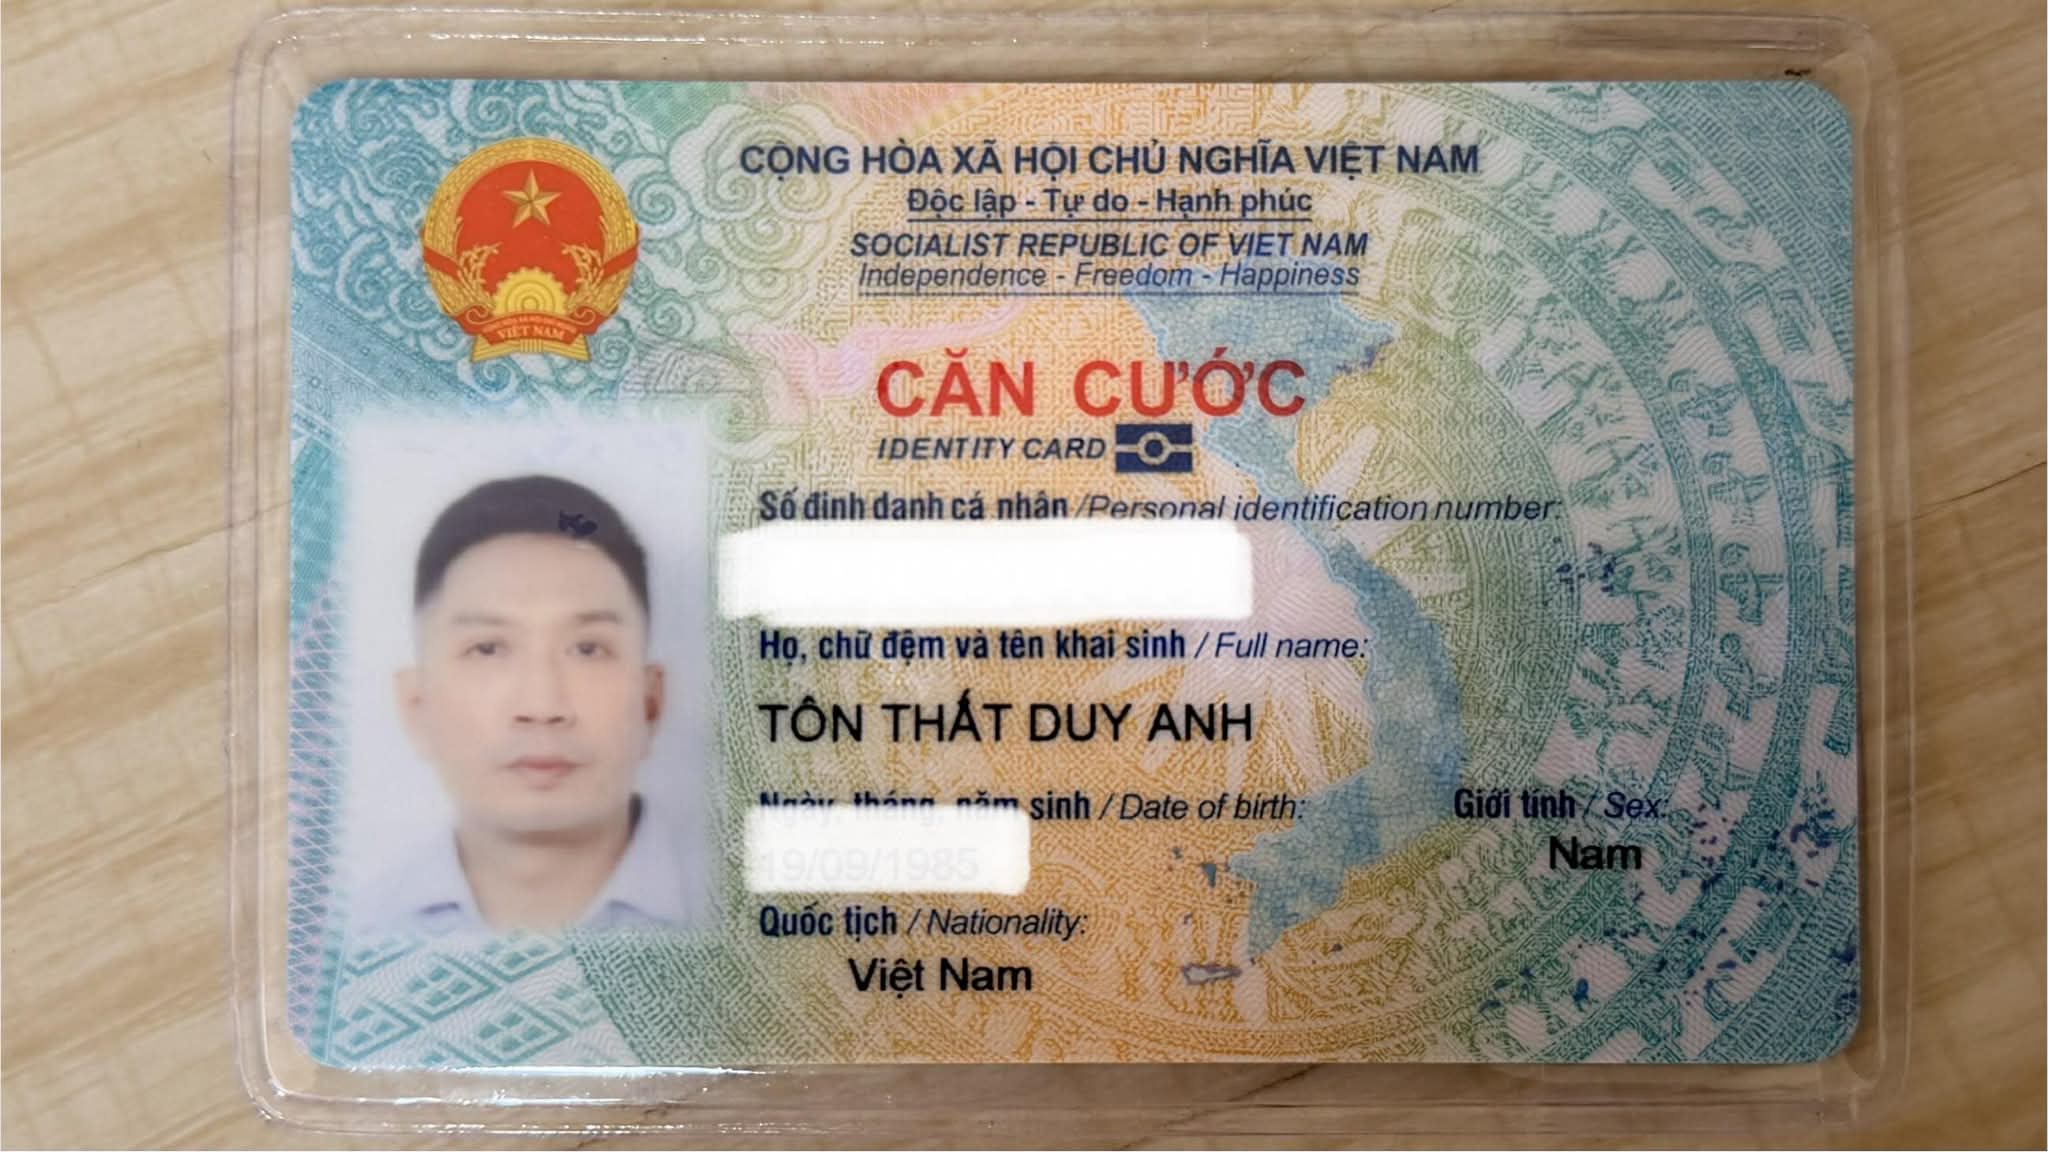 CỘNG HÒA XÃ HỘI CHỦ NGHĨA VIỆT NAM
Độc lập - Tự do - Hạnh phúc
SOCIALIST REPUBLIC OF VIET NAM
Independence - Freedom - Happiness
VIỆT NAM
CĂN CƯỚC
IDENTITY CARD
Số định danh cá nhân /Personal identification number:
Họ, chữ đệm và tên khai sinh / Full name:
TÔN THẤT DUY ANH
Ngày, tháng, năm sinh / Date of birth:
Giới tính / Sex:
Nam
Quốc tịch / Nationality:
Việt Nam